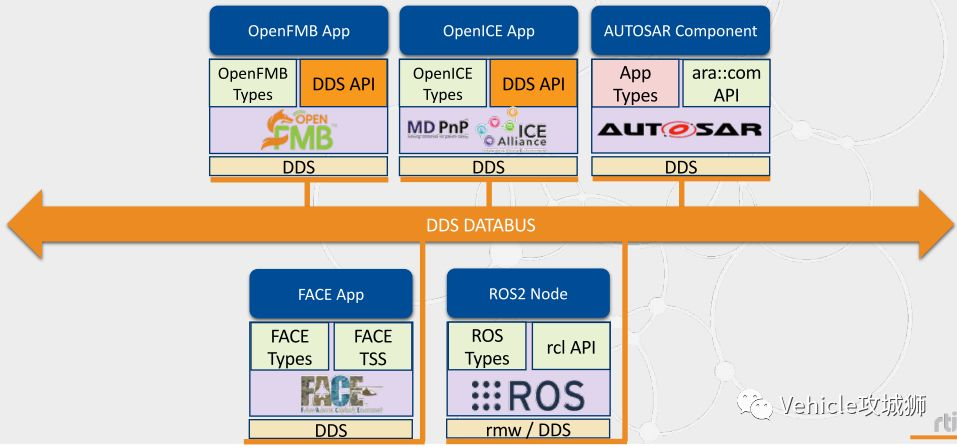 OpenFMB App
OpenICE App
AUTOSAR Component
OpenFMB
Types
DDS API
OpenICE
Types
DDS API
App
Types
ara::com
API
OPEN
FMB
MD PnP
ICE
Alliance
AUTOSAR
DDS
DDS
DDS
DDS DATABUS
FACE App
ROS2 Node
FACE
Types
FACE
TSS
ROS
Types
rcl API
FACE
ROS
DDS
rmw / DDS
Vehicle攻城狮
rti